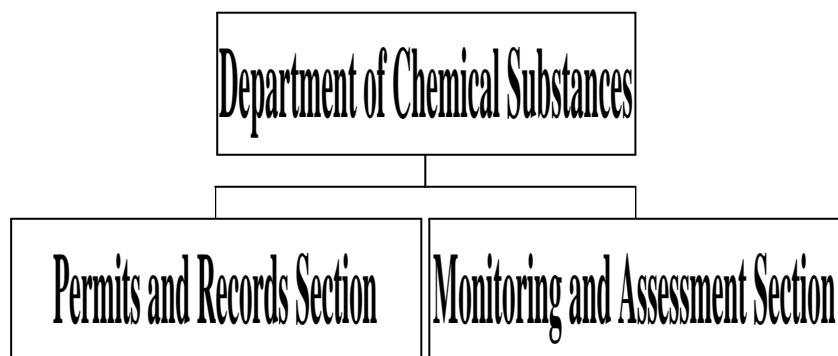 Department of Chemical Substances
Permits and Records Section
Monitoring and Assessment Section